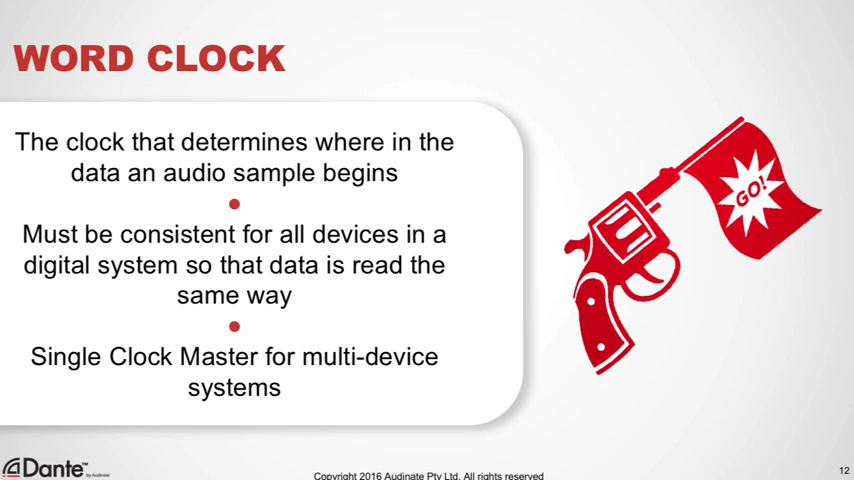 WORD CLOCK
The clock that determines where in the
data an audio sample begins
Must be consistent for all devices in a
digital system so that data is read the
same way
Single Clock Master for multi-device
systems
GO!
Dante™ by Audinate
Copyright 2016 Audinate Pty Ltd. All rights reserved
12